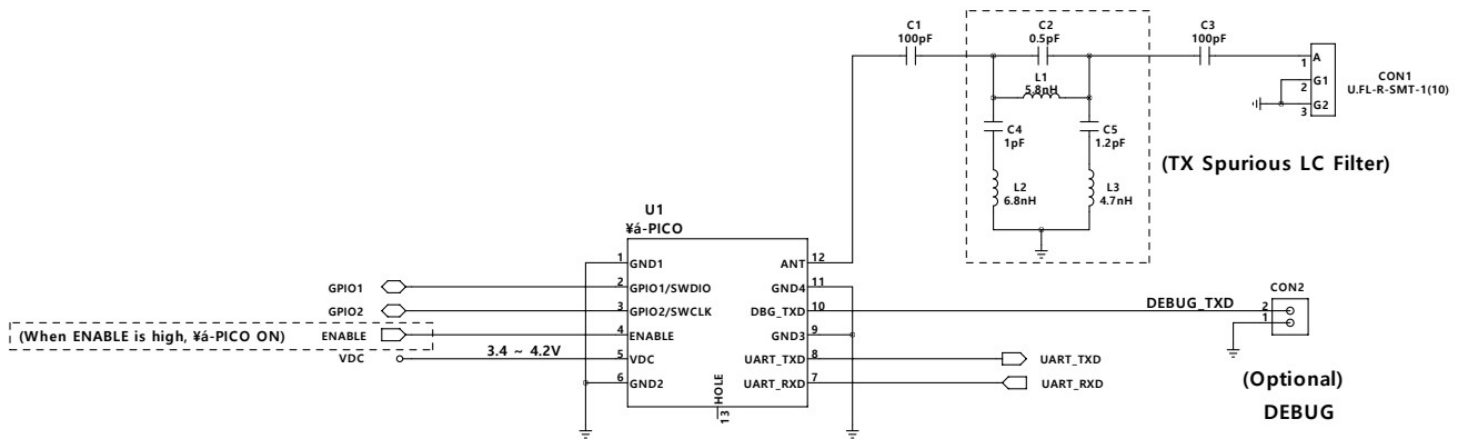 C1
100pF
C2
0.5pF
C3
100pF
L1
5.8nH
A
1
G1
2
G2
3
CON1
U.FL-R-SMT-1(10)
C4
1pF
C5
1.2pF
(TX Spurious LC Filter)
L2
6.8nH
L3
4.7nH
U1
¥á-PICO
1 GND1
ANT 12
GPIO1
2 GPIO1/SWDIO
GND4 11
GPIO2
3 GPIO2/SWCLK
DBG_TXD 10
DEBUG_TXD
CON2
2
1
(When ENABLE is high, ¥á-PICO ON)
ENABLE
4 ENABLE
GND3 9
VDC
3.4 ~ 4.2V
5 VDC
UART_TXD 8
UART_TXD
6 GND2
UART_RXD 7
UART_RXD
HOLE
13
(Optional)
DEBUG